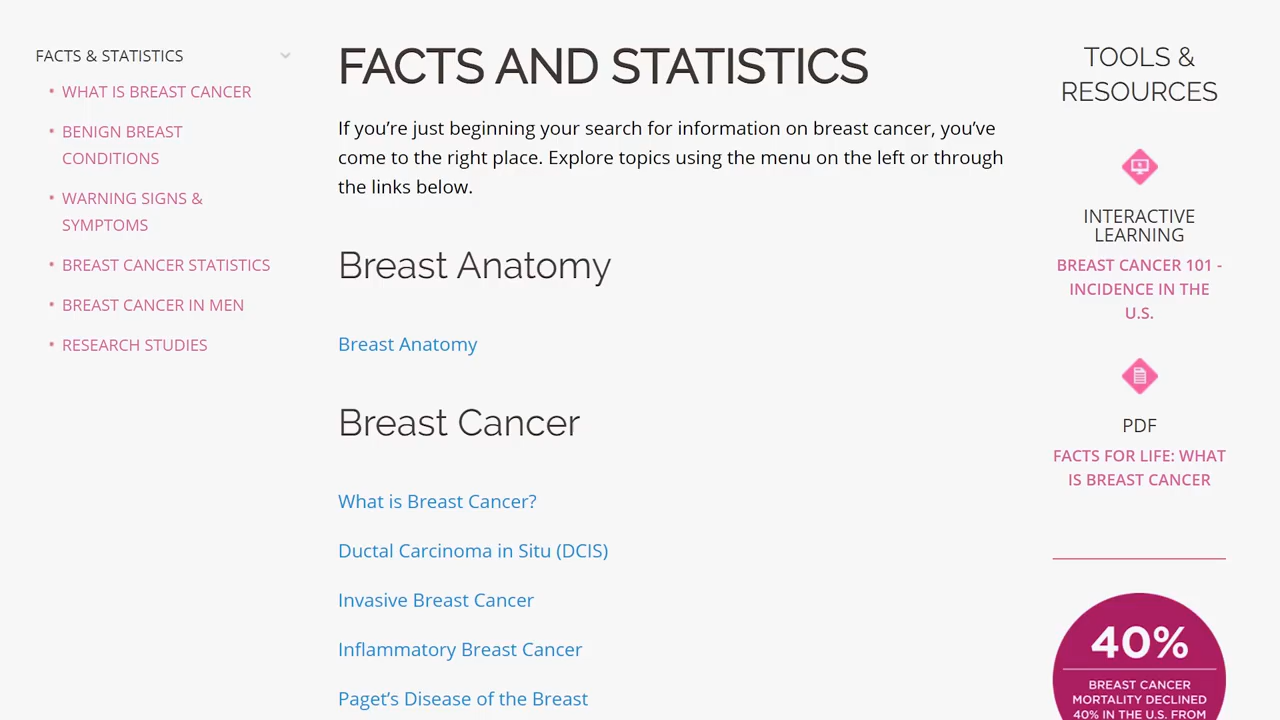 FACTS & STATISTICS
• WHAT IS BREAST CANCER
• BENIGN BREAST
CONDITIONS
• WARNING SIGNS &
SYMPTOMS
• BREAST CANCER STATISTICS
• BREAST CANCER IN MEN
• RESEARCH STUDIES
FACTS AND STATISTICS
If you’re just beginning your search for information on breast cancer, you’ve
come to the right place. Explore topics using the menu on the left or through
the links below.
Breast Anatomy
Breast Anatomy
Breast Cancer
What is Breast Cancer?
Ductal Carcinoma in Situ (DCIS)
Invasive Breast Cancer
Inflammatory Breast Cancer
Paget’s Disease of the Breast
TOOLS &
RESOURCES
INTERACTIVE
LEARNING
BREAST CANCER 101 -
INCIDENCE IN THE
U.S.
PDF
FACTS FOR LIFE: WHAT
IS BREAST CANCER
40%
BREAST CANCER
MORTALITY DECLINED
40% IN THE U.S. FROM